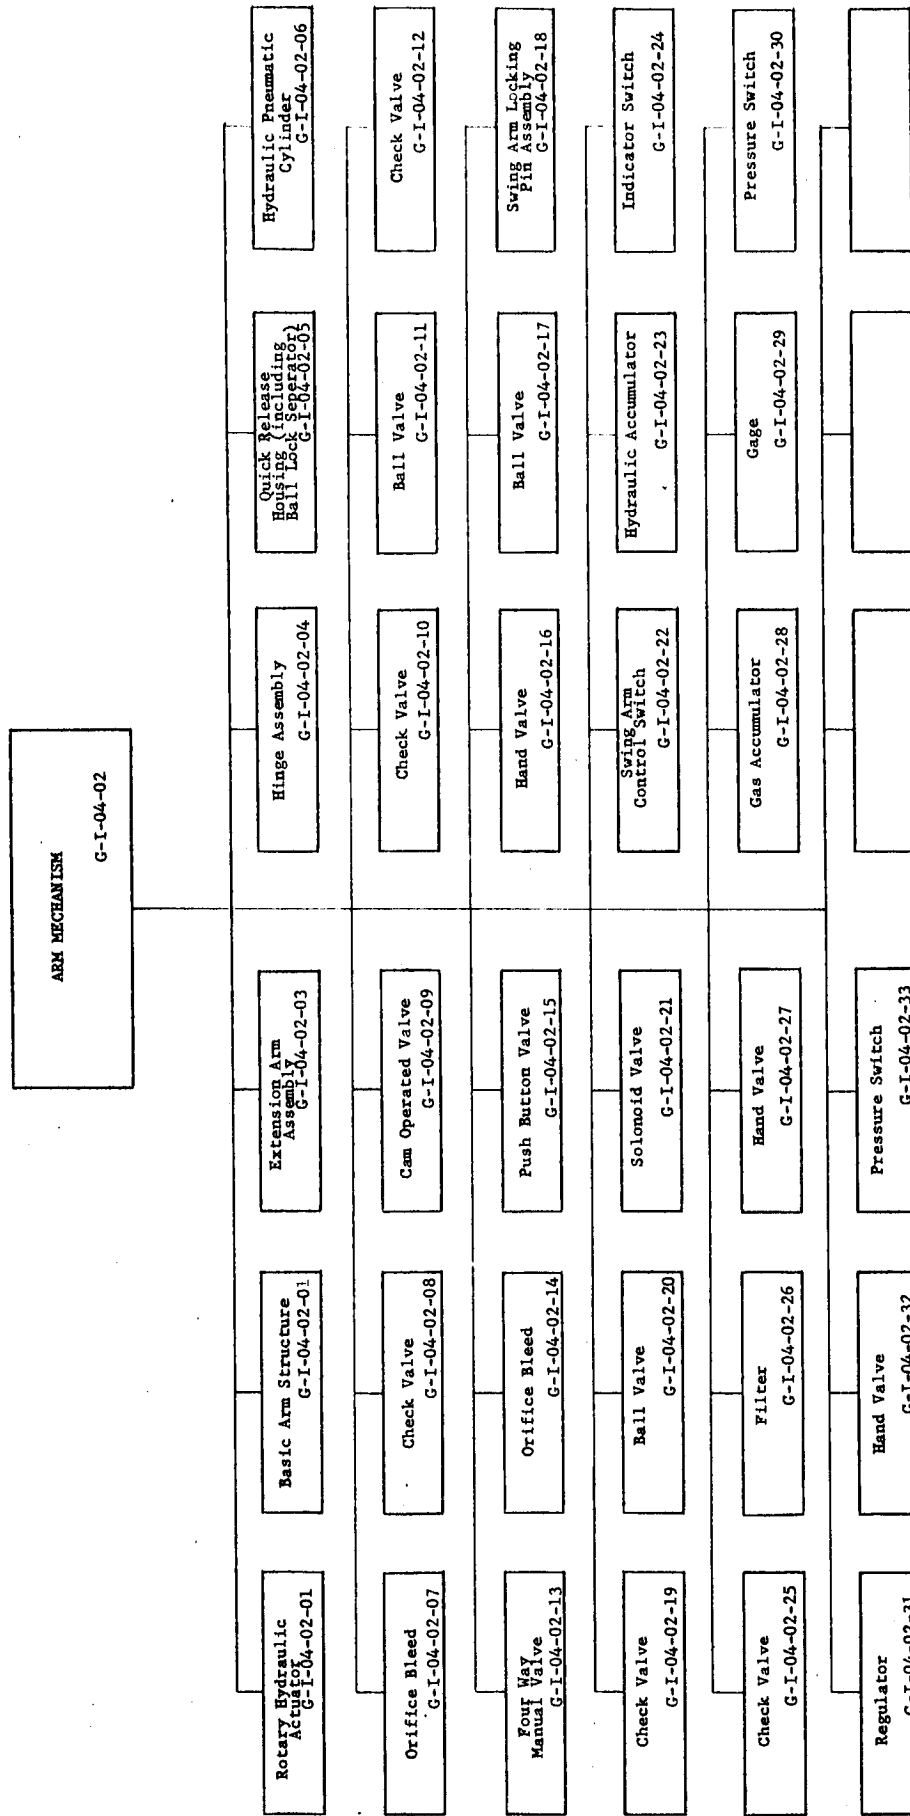 ARM MECHANISM
G-I-04-02
Rotary Hydraulic
Actuator
G-I-04-02-01
Basic Arm Structure
G-I-04-02-01
Extension Arm
Assembly
G-I-04-02-03
Hinge Assembly
G-I-04-02-04
Quick Release
Housing (including
Ball Lock Seperator)
G-I-04-02-05
Hydraulic Pneumatic
Cylinder
G-I-04-02-06
Orifice Bleed
G-I-04-02-07
Check Valve
G-I-04-02-08
Cam Operated Valve
G-I-04-02-09
Check Valve
G-I-04-02-10
Ball Valve
G-I-04-02-11
Check Valve
G-I-04-02-12
Four Way
Manual Valve
G-I-04-02-13
Orifice Bleed
G-I-04-02-14
Push Button Valve
G-I-04-02-15
Hand Valve
G-I-04-02-16
Ball Valve
G-I-04-02-17
Swing Arm Locking
Pin Assembly
G-I-04-02-18
Check Valve
G-I-04-02-19
Ball Valve
G-I-04-02-20
Solonoid Valve
G-I-04-02-21
Swing Arm
Control Switch
G-I-04-02-22
Hydraulic Accumulator
G-I-04-02-23
Indicator Switch
G-I-04-02-24
Check Valve
G-I-04-02-25
Filter
G-I-04-02-26
Hand Valve
G-I-04-02-27
Gas Accumulator
G-I-04-02-28
Gage
G-I-04-02-29
Pressure Switch
G-I-04-02-30
Regulator
G-I-04-02-31
Hand Valve
G-I-04-02-32
Pressure Switch
G-I-04-02-33